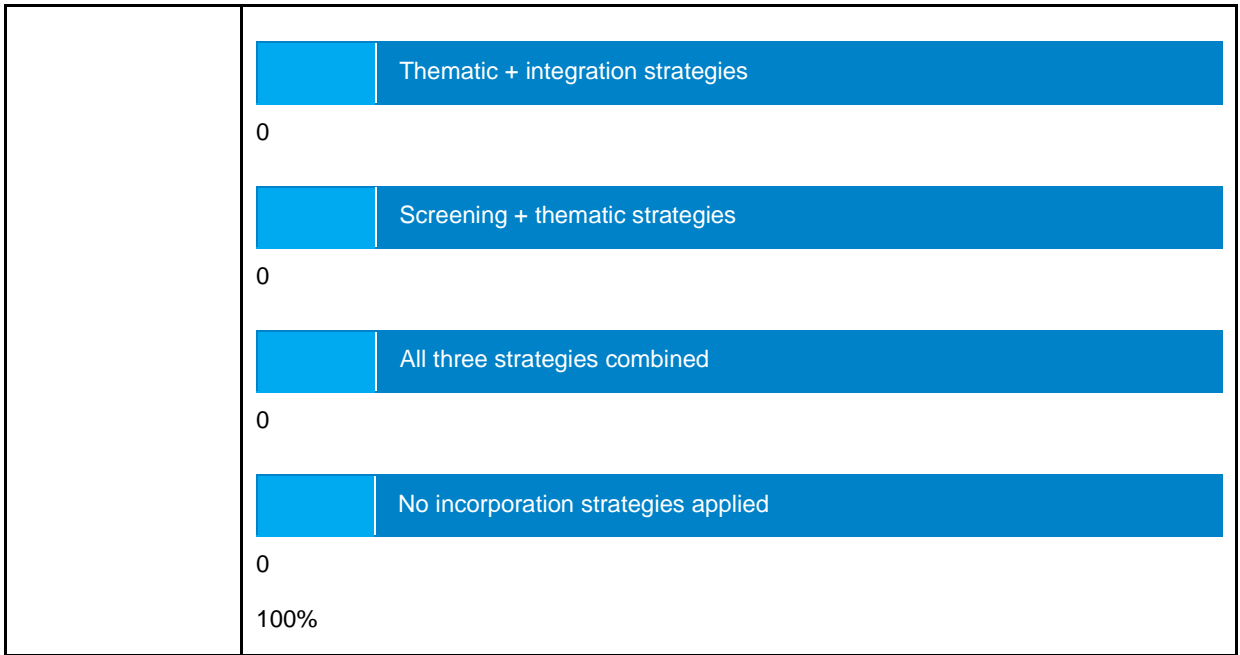 Thematic + integration strategies
0
Screening + thematic strategies
0
All three strategies combined
0
No incorporation strategies applied
0
100%